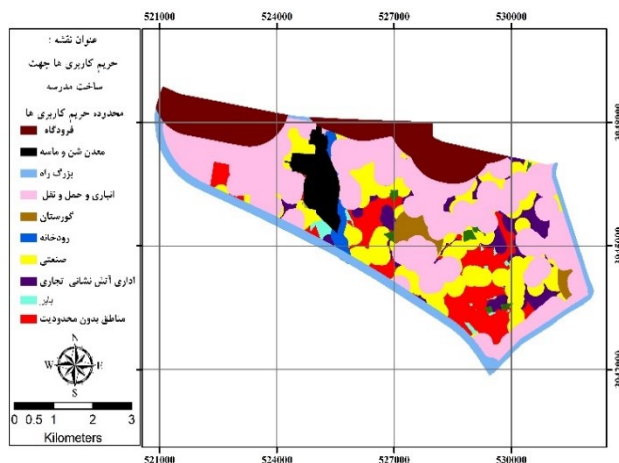 521000 524000 527000 530000
عنوان نقشه :
حریم کاربری ها جهت
ساخت مدرسه
محدرده حریم کاربری ها
فرودگاه
معدن شن و ماسه
بزرگ راه
انباری و حمل و نقل
گورستان
رودخانه
صنعتی
اداری آتش نشانی تجاری
بایر
مناطق بدون محدودیت
N
W E
S
0 0.5 1 2 3
Kilometers
521000 524000 527000 530000